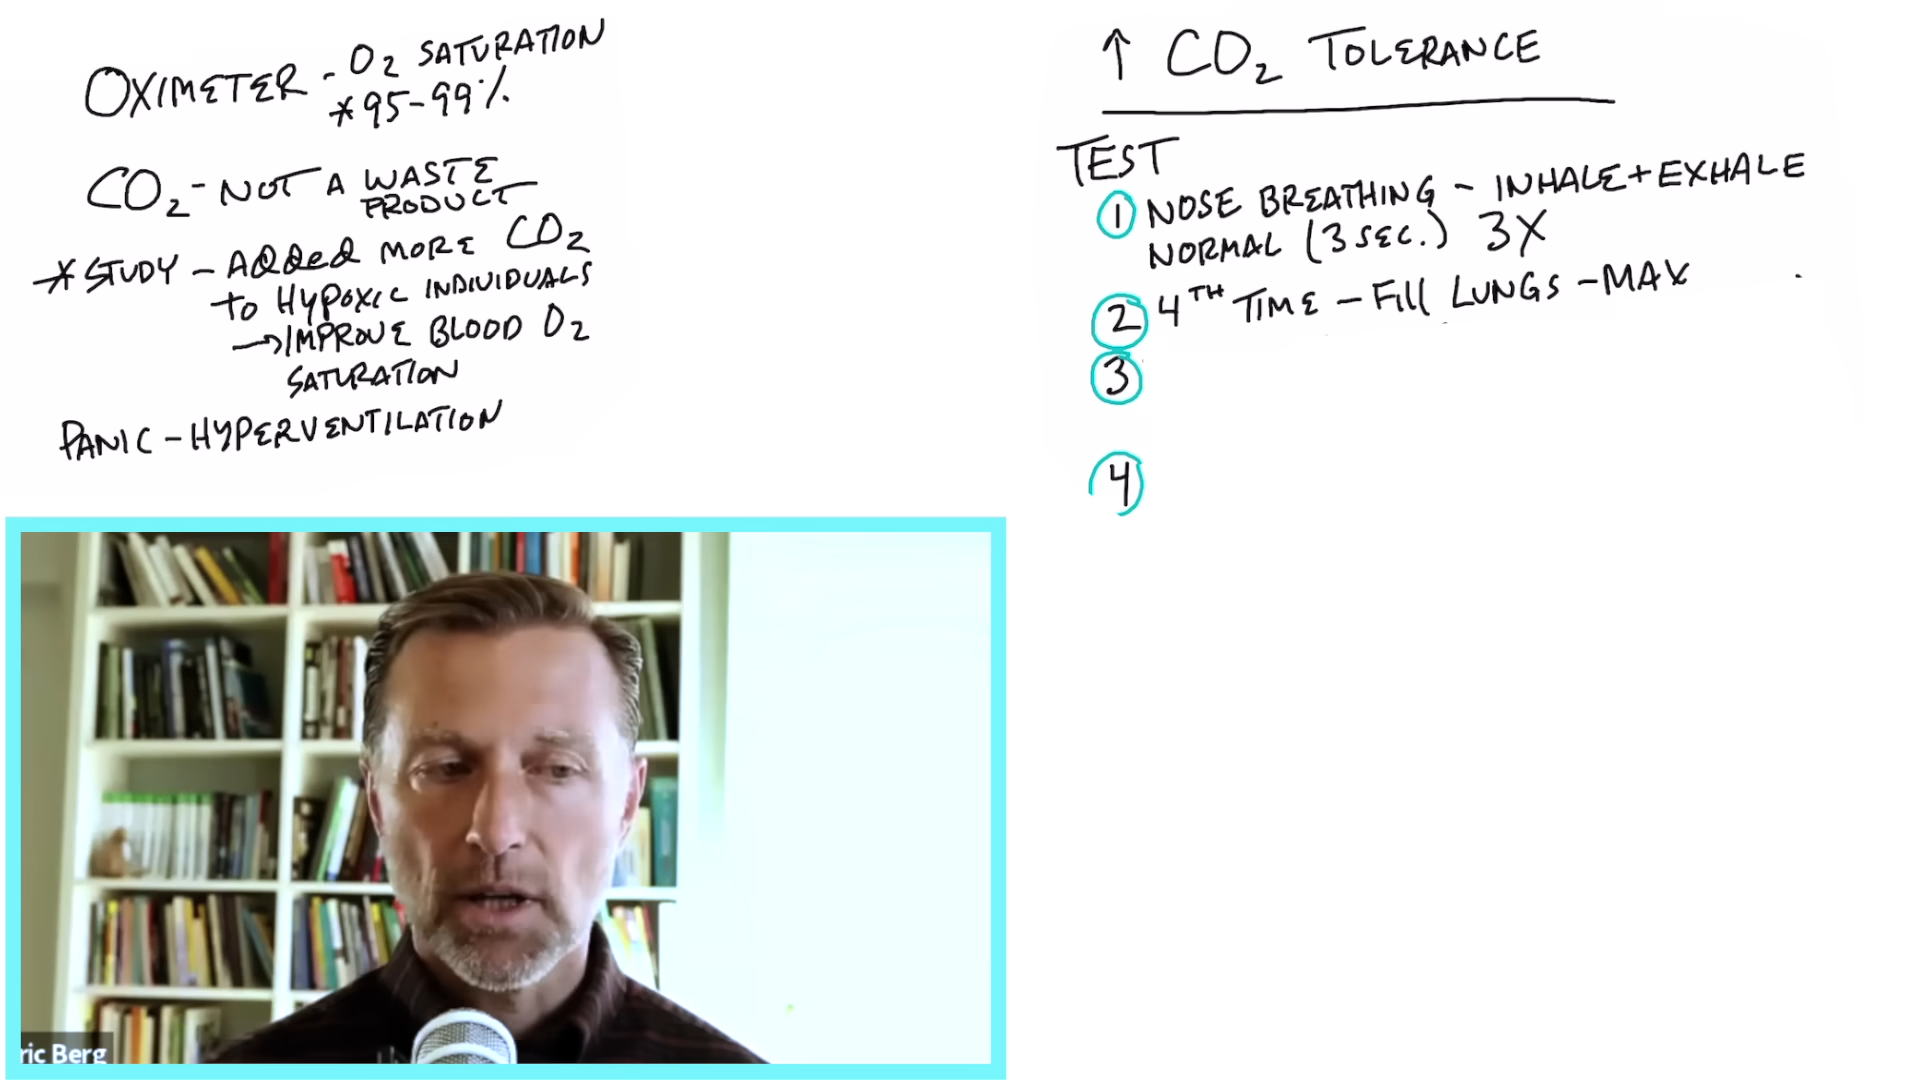 OXIMETER - O2 SATURATION
*95-99%
CO2 - NOT A WASTE
PRODUCT
* STUDY - ADDED MORE CO2
TO HYPOXIC INDIVIDUALS
→ IMPROVE BLOOD O2
SATURATION
PANIC - HYPERVENTILATION
↑ CO2 TOLERANCE
TEST
1 NOSE BREATHING - INHALE + EXHALE
NORMAL (3 SEC.) 3X
2 4TH TIME - FILL LUNGS - MAX
3
4
ric Berg